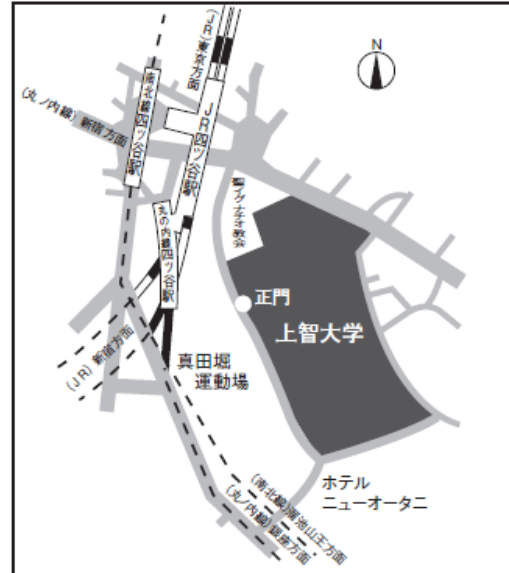 (JR)東京方面
N
南北線四ツ谷駅
JR四ツ谷駅
(丸ノ内線)新宿方面
丸の内線四ツ谷駅
聖イグナチオ教会
正門
上智大学
(JR)新宿方面
真田堀
運動場
ホテル
ニューオータニ
(南北線)溜池山王方面
(丸ノ内線)銀座方面